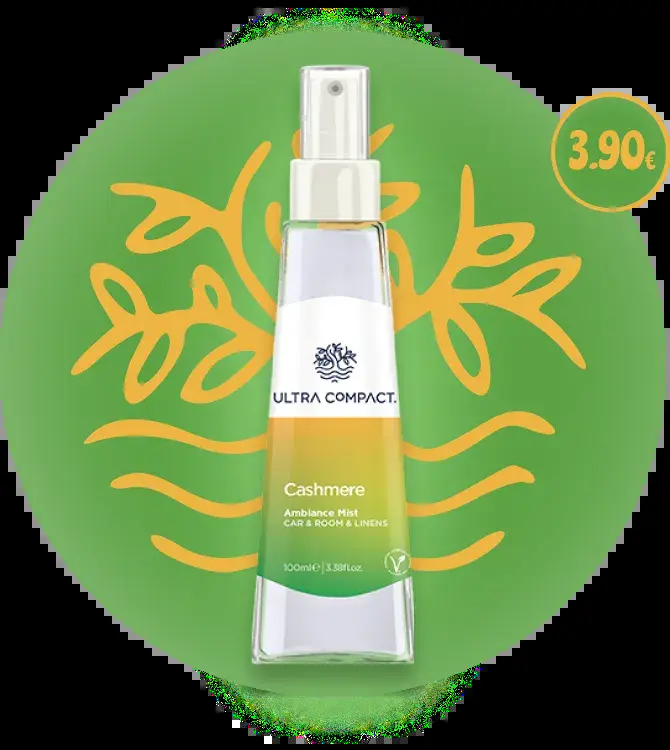 3.90€
ULTRA COMPACT.
Cashmere
Ambiance Mist
CAR & ROOM & LINENS
100ml℮ | 3.38fl.oz.